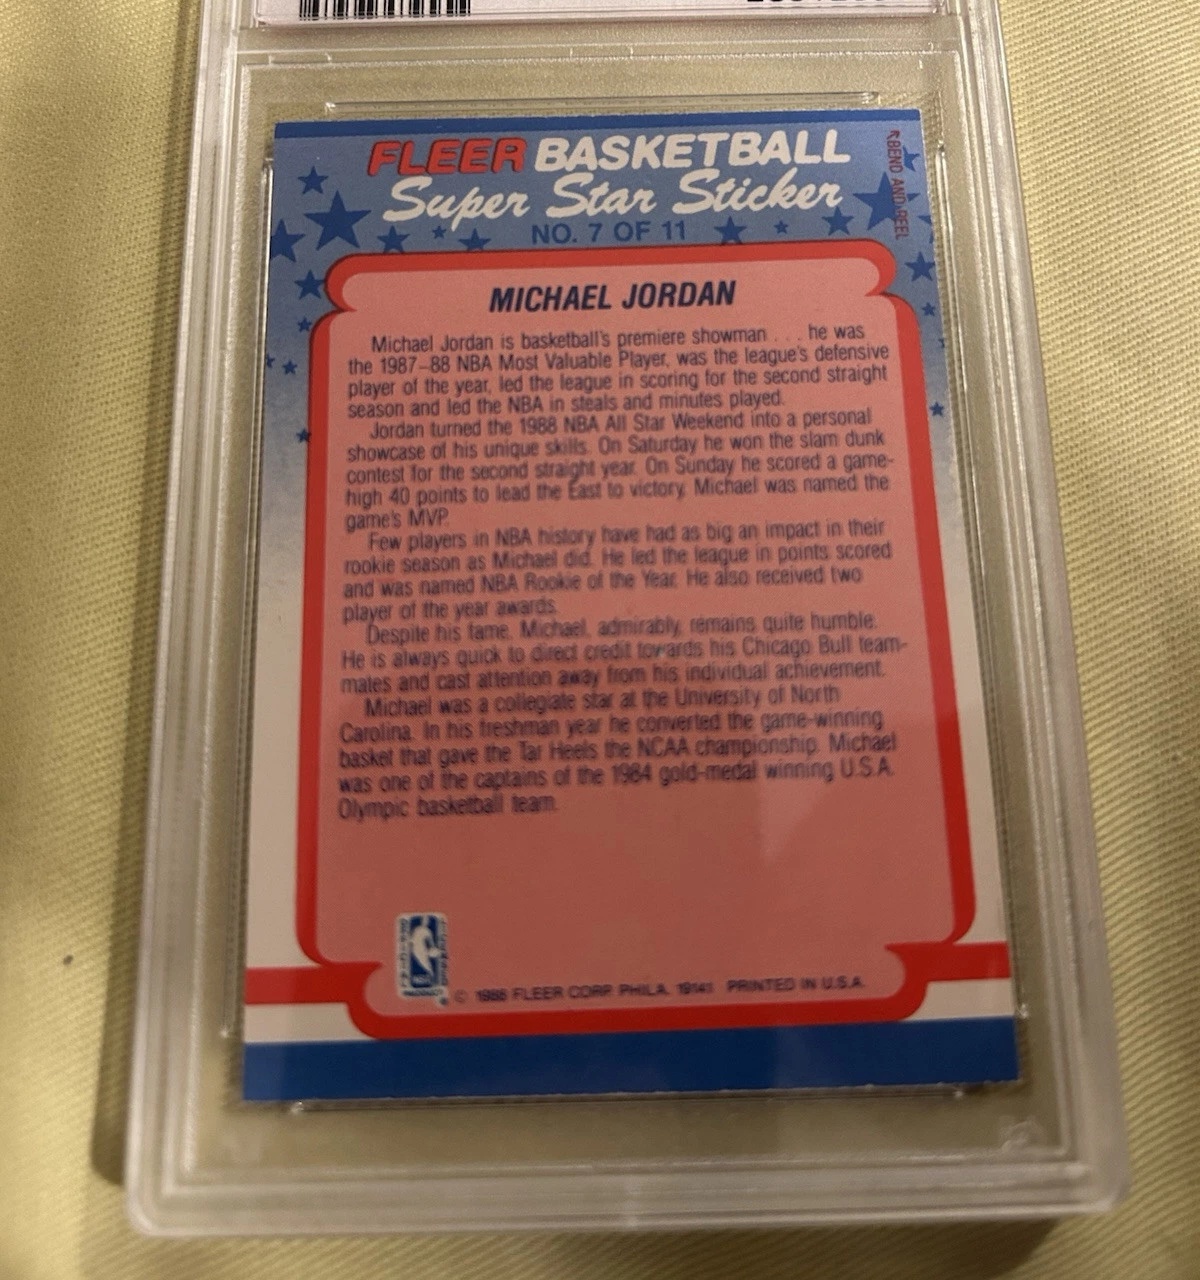 FLEER BASKETBALL
Super Star Sticker
NO. 7 OF 11
BEND AND PEEL
MICHAEL JORDAN
Michael Jordan is basketball's premiere showman . . . he was
the 1987-88 NBA Most Valuable Player, was the league's defensive
player of the year, led the league in scoring for the second straight
season and led the NBA in steals and minutes played.
Jordan turned the 1988 NBA All Star Weekend into a personal
showcase of his unique skills. On Saturday he won the slam dunk
contest for the second straight year. On Sunday he scored a game-
high 40 points to lead the East to victory. Michael was named the
game's MVP.
Few players in NBA history have had as big an impact in their
rookie season as Michael did. He led the league in points scored
and was named NBA Rookie of the Year. He also received two
player of the year awards.
Despite his fame, Michael, admirably, remains quite humble.
He is always quick to direct credit towards his Chicago Bull team-
mates and cast attention away from his individual achievement.
Michael was a collegiate star at the University of North
Carolina. In his freshman year he converted the game-winning
basket that gave the Tar Heels the NCAA championship. Michael
was one of the captains of the 1984 gold-medal winning U.S.A.
Olympic basketball team.
© 1988 FLEER CORP. PHILA. 19141 PRINTED IN U.S.A.